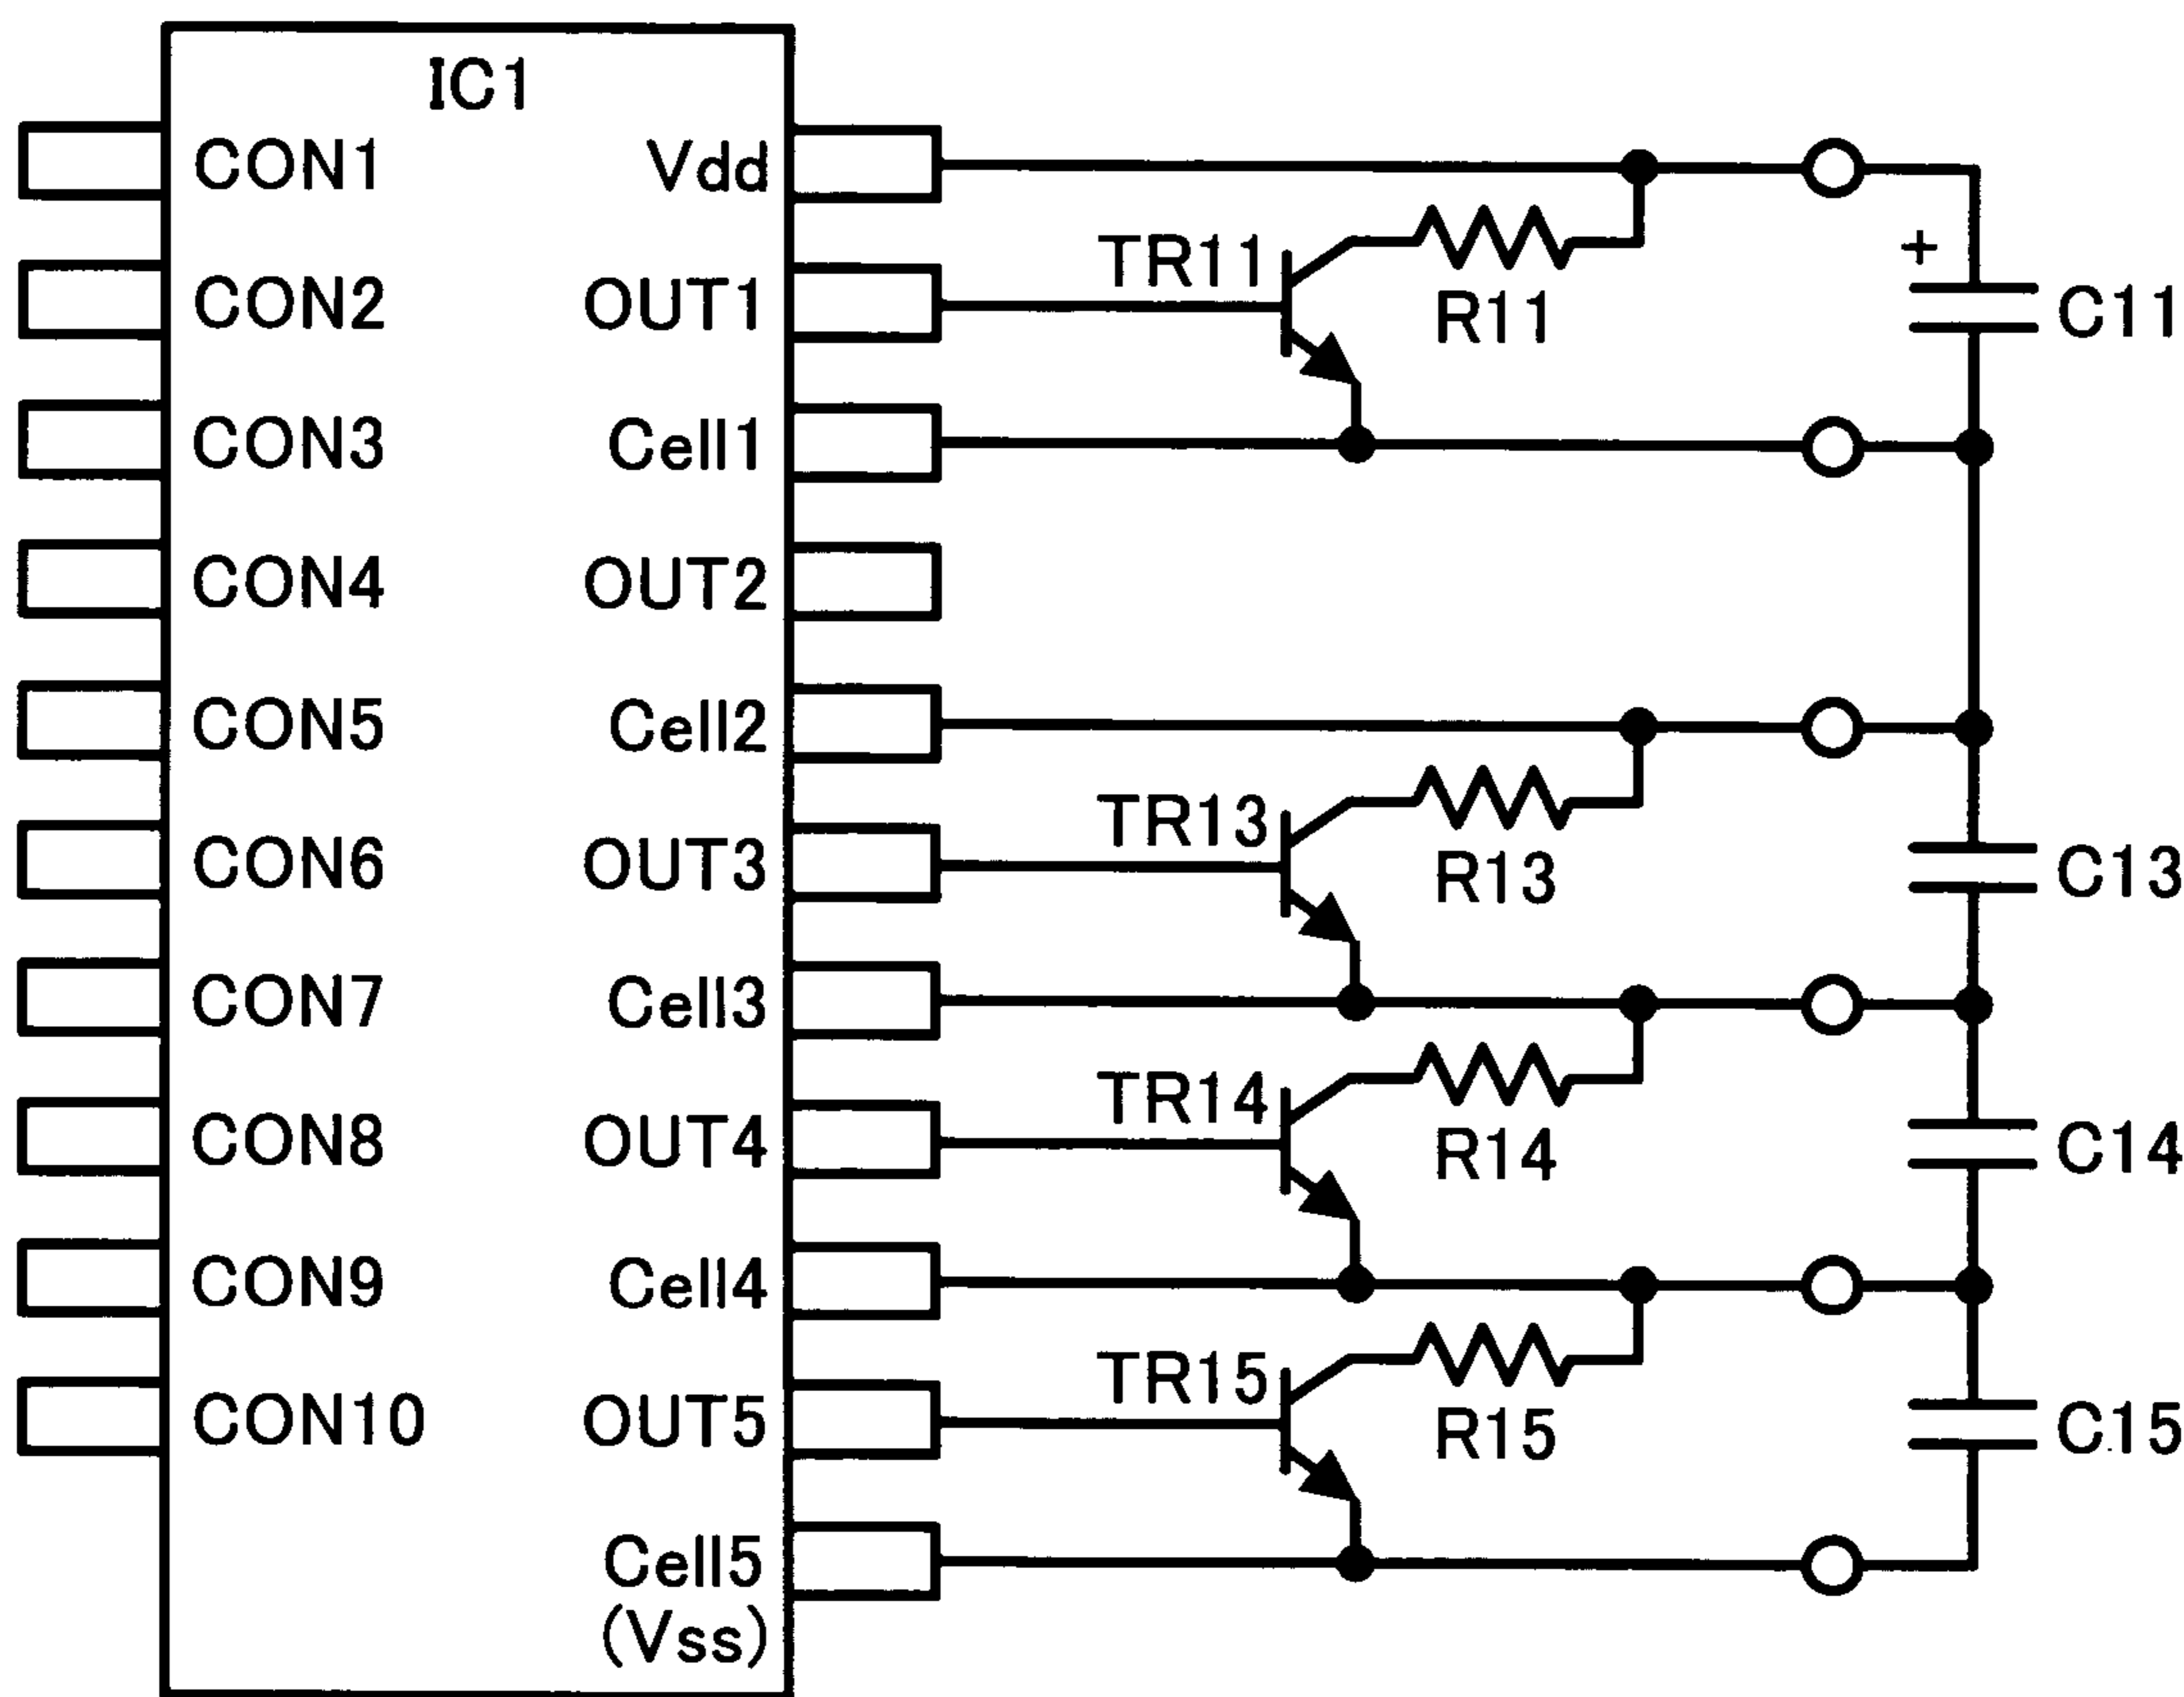 IC1
CON1
Vdd
CON2
OUT1
TR11
R11
+
C11
CON3
Cell1
CON4
OUT2
CON5
Cell2
CON6
OUT3
TR13
R13
C13
CON7
Cell3
CON8
OUT4
TR14
R14
C14
CON9
Cell4
CON10
OUT5
TR15
R15
C15
Cell5
(Vss)